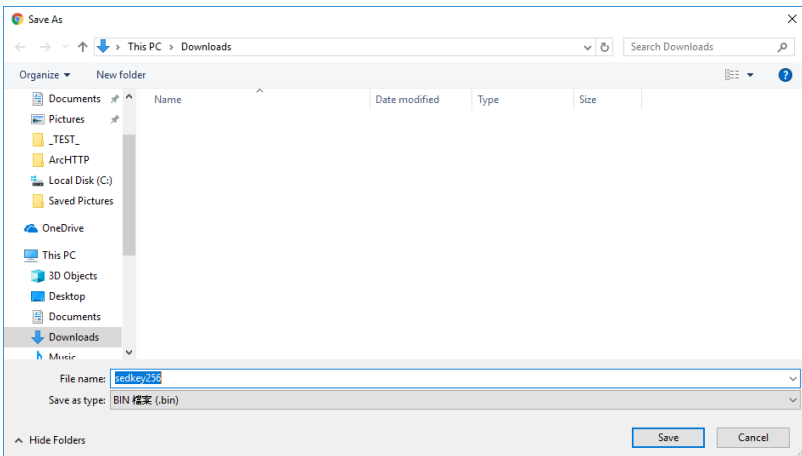 Save As
This PC > Downloads
Search Downloads
Organize
New folder
Name
Date modified
Type
Size
Documents
Pictures
_TEST_
ArcHTTP
Local Disk (C:)
Saved Pictures
OneDrive
This PC
3D Objects
Desktop
Documents
Downloads
Music
File name: sedkey256
Save as type: BIN 檔案 (.bin)
Hide Folders
Save
Cancel